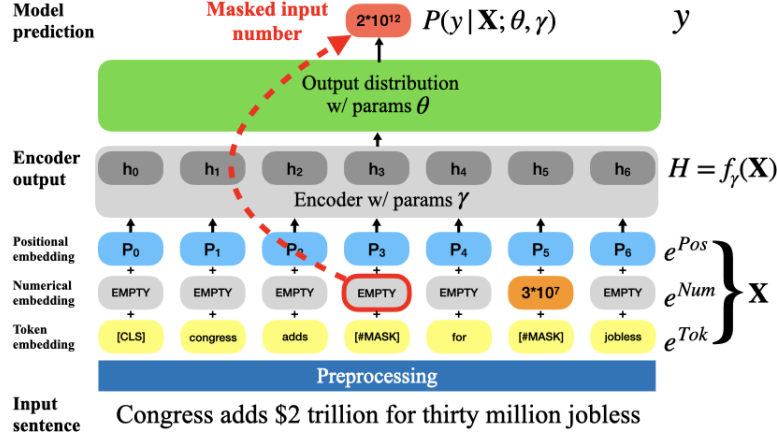 Model prediction
Masked input number
2*10¹²
P(y | X; θ, γ)
y
Output distribution
w/ params θ
Encoder output
h₀ h₁ h₂ h₃ h₄ h₅ h₆
H = f_γ(X)
Encoder w/ params γ
Positional embedding
P₀ P₁ P₂ P₃ P₄ P₅ P₆
e^Pos
+ + + + + + +
Numerical embedding
EMPTY EMPTY EMPTY EMPTY EMPTY 3*10⁷ EMPTY
e^Num
X
+ + + + + + +
Token embedding
[CLS] congress adds [#MASK] for [#MASK] jobless
e^Tok
Preprocessing
Input sentence
Congress adds $2 trillion for thirty million jobless